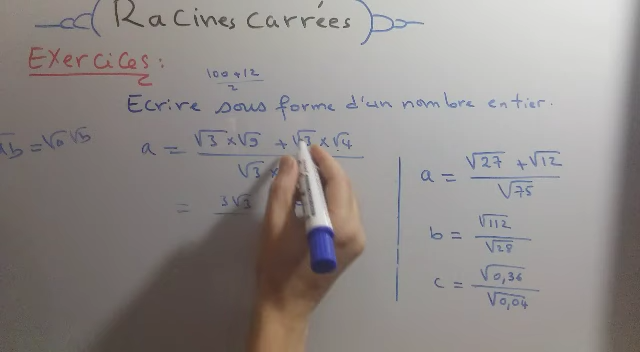 Racines carrées
Exercices:
100+12
2
Ecrire sous forme d'un nombre entier.
b = √a √b
a = √3 × √9 + √3 × √4
√3 ×
= 3√3
a = √27 + √12
√75
b = √112
√28
c = √0,36
√0,04